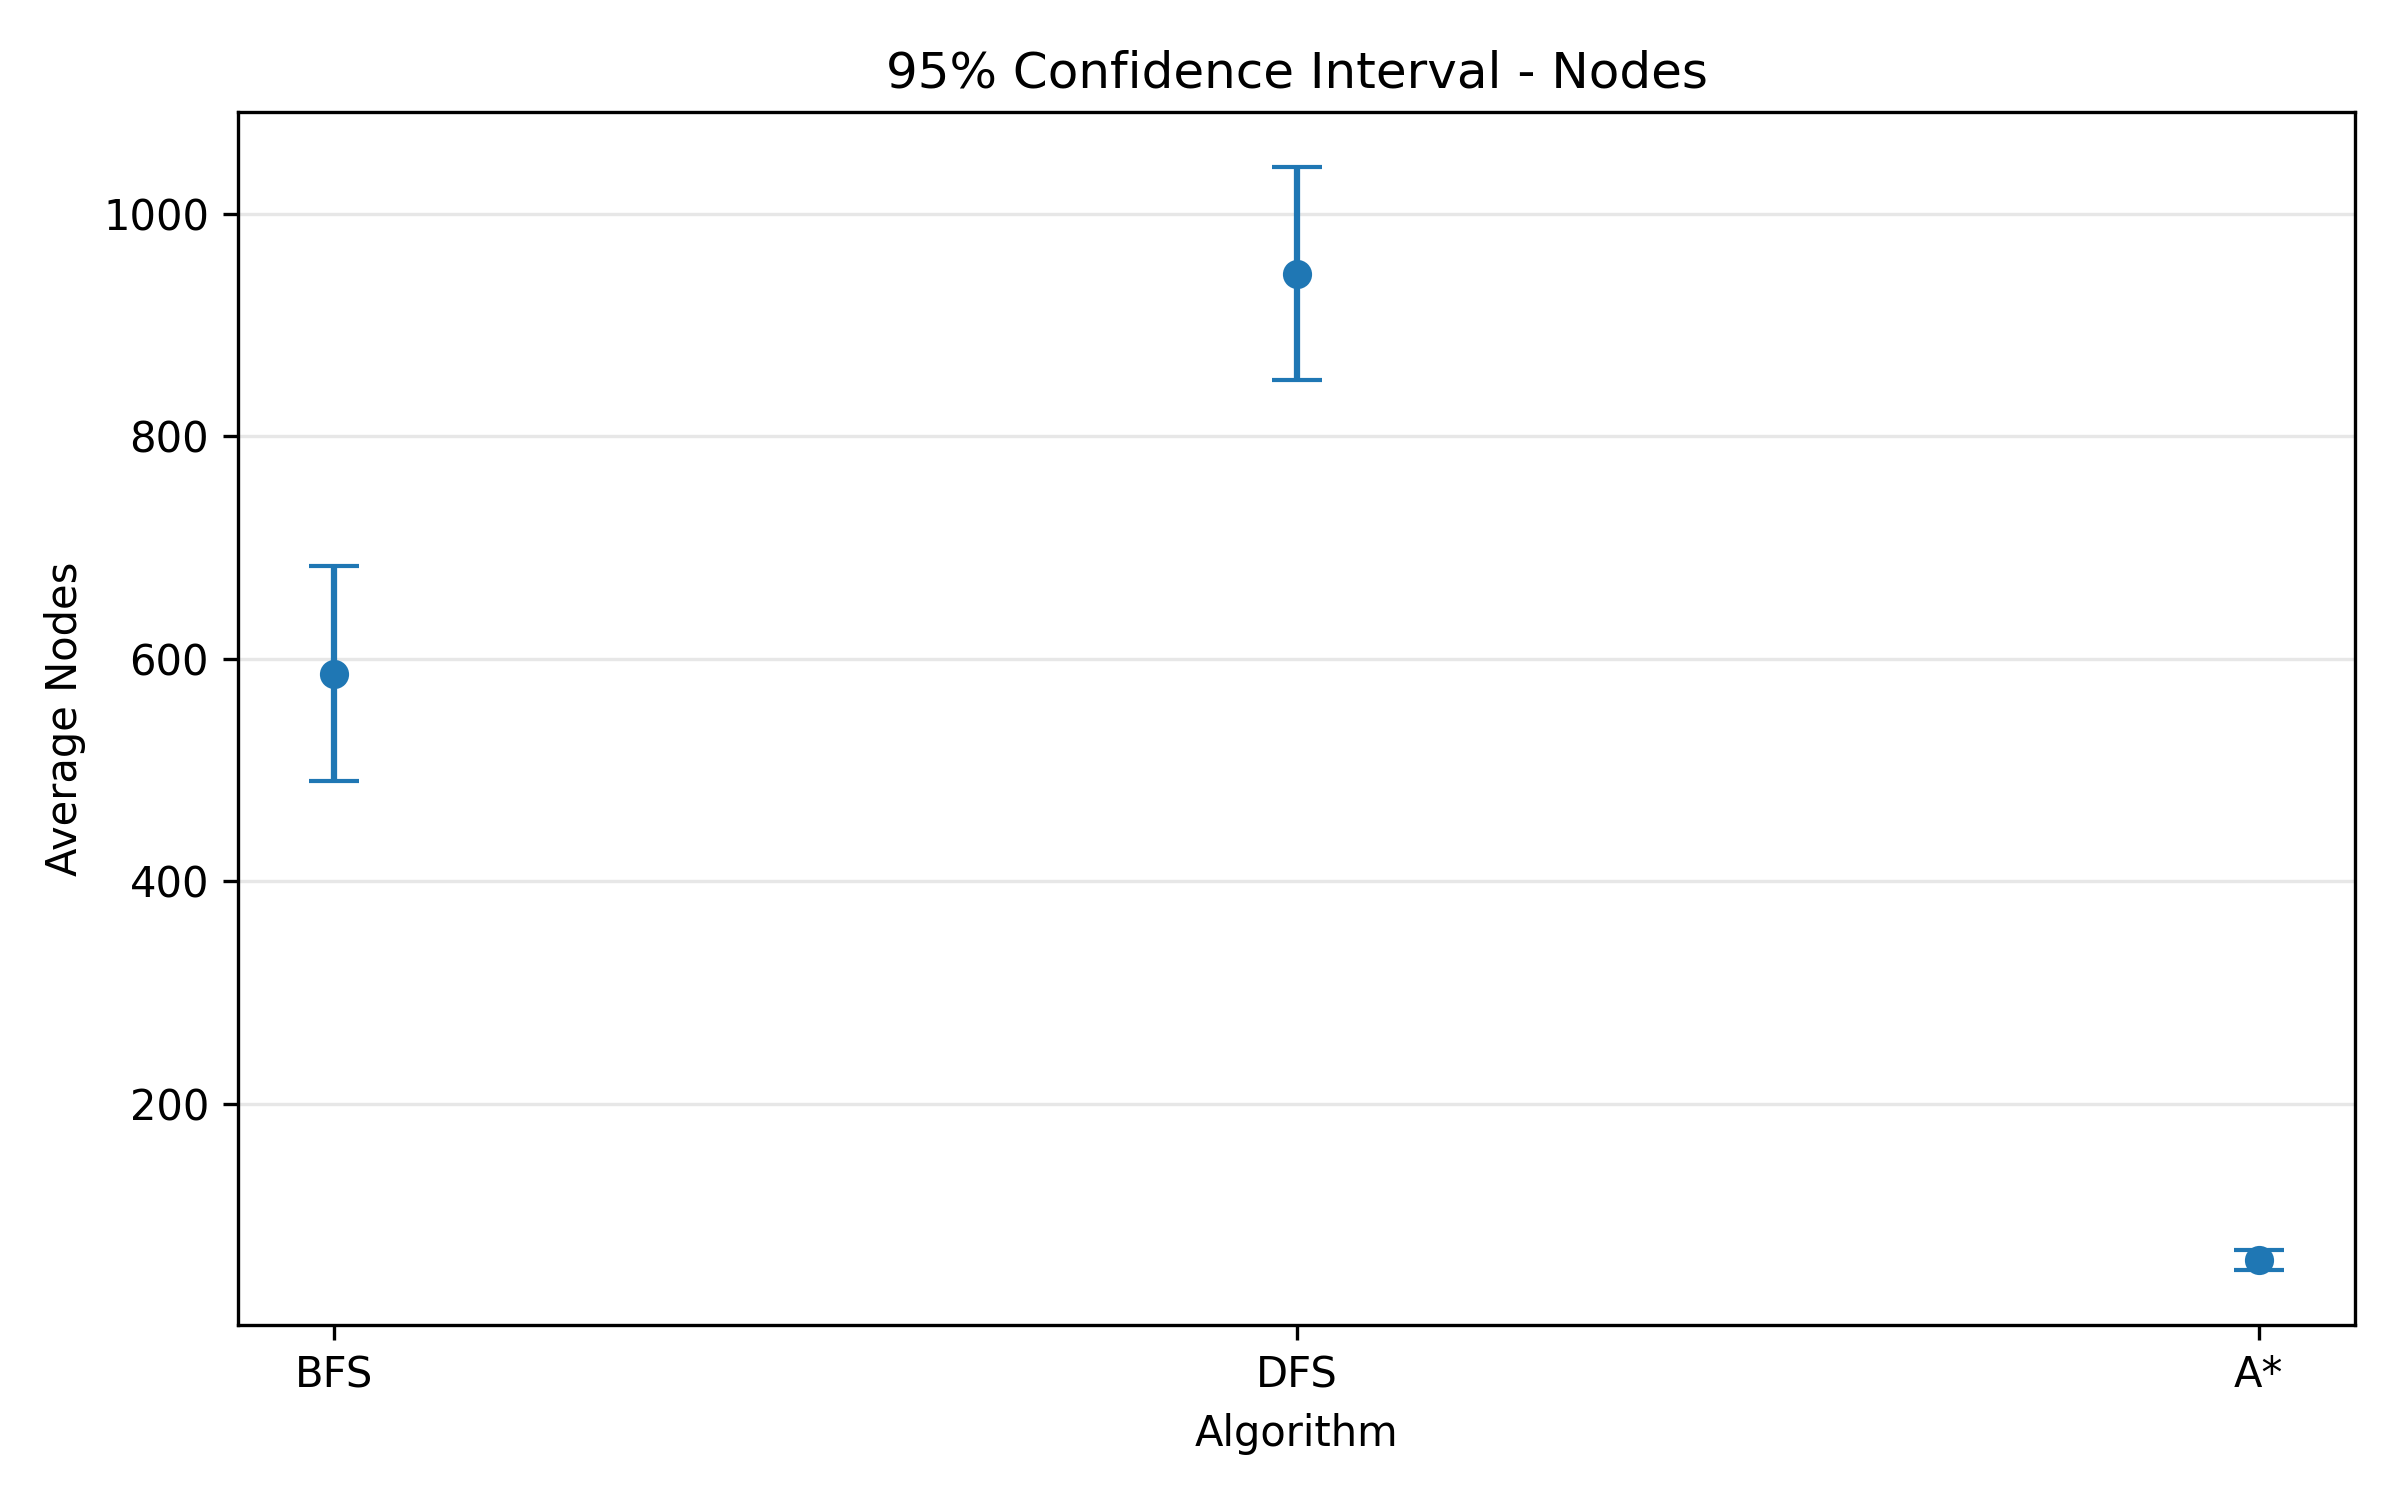 95% Confidence Interval - Nodes
1000
800
600
400
200
Average Nodes
BFS
DFS
A*
Algorithm